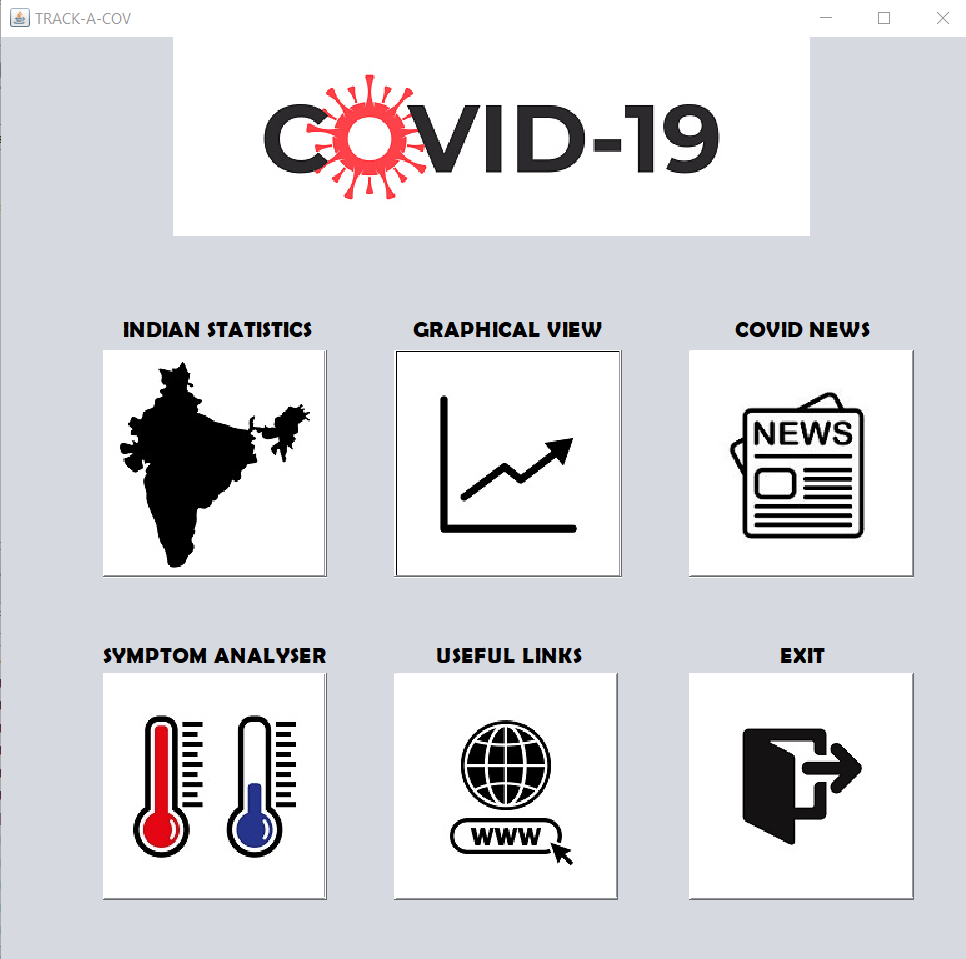 TRACK-A-COV
COVID-19
INDIAN STATISTICS
GRAPHICAL VIEW
COVID NEWS
NEWS
SYMPTOM ANALYSER
USEFUL LINKS
EXIT
WWW